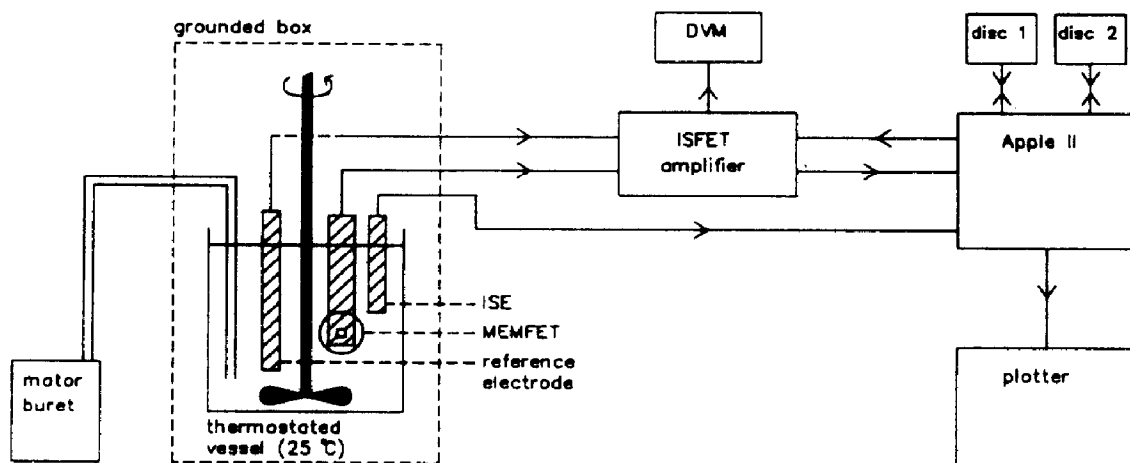 grounded box
DVM
disc 1
disc 2
ISFET
amplifier
Apple II
ISE
MEMFET
reference
electrode
motor
buret
thermostated
vessel (25 °C)
plotter